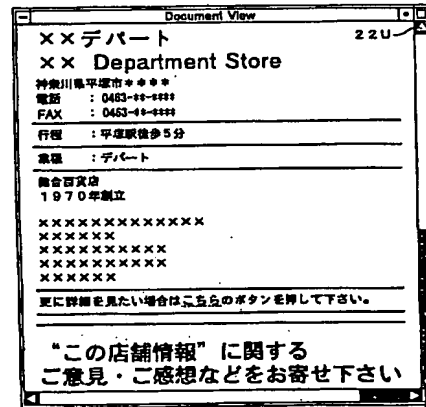 Document View
××デパート
22U
×× Department Store
神奈川県平塚市＊＊＊＊
電話 : 0463-**-****
FAX : 0463-**-****
行程 : 平塚駅徒歩5分
業種 : デパート
総合百貨店
1970年創立
×××××××××××××
××××××
××××××××××
××××××××××
××××××
更に詳細を見たい場合はこちらのボタンを押して下さい。
“この店舗情報”に関する
ご意見・ご感想などをお寄せ下さい